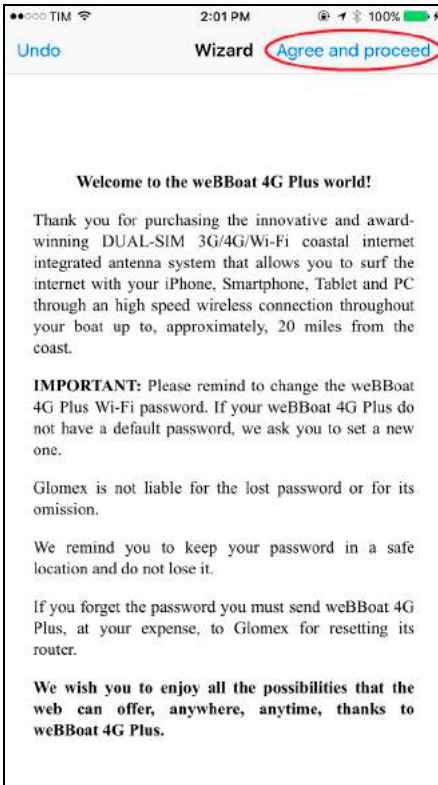 TIM 2:01 PM 100%
Undo Wizard Agree and proceed
Welcome to the weBBoat 4G Plus world!
Thank you for purchasing the innovative and award-
winning DUAL-SIM 3G/4G/Wi-Fi coastal internet
integrated antenna system that allows you to surf the
internet with your iPhone, Smartphone, Tablet and PC
through an high speed wireless connection throughout
your boat up to, approximately, 20 miles from the
coast.
IMPORTANT: Please remind to change the weBBoat
4G Plus Wi-Fi password. If your weBBoat 4G Plus do
not have a default password, we ask you to set a new
one.
Glomex is not liable for the lost password or for its
omission.
We remind you to keep your password in a safe
location and do not lose it.
If you forget the password you must send weBBoat 4G
Plus, at your expense, to Glomex for resetting its
router.
We wish you to enjoy all the possibilities that the
web can offer, anywhere, anytime, thanks to
weBBoat 4G Plus.